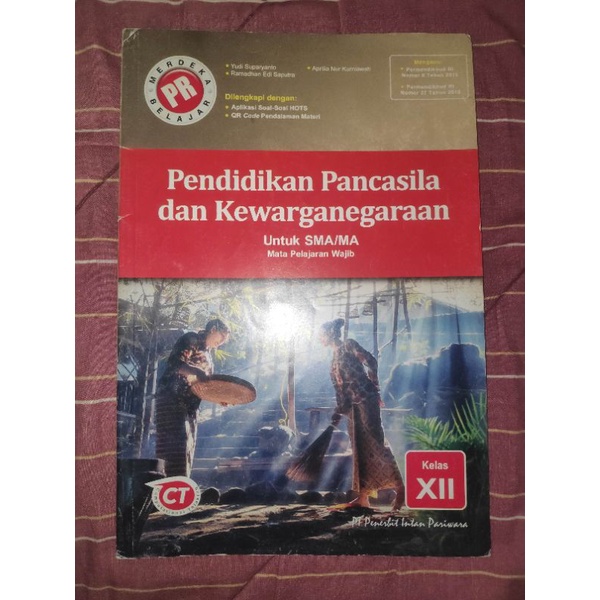 MERDEKA
PR
BELAJAR
Yudi Suparyanto
Ramadhan Edi Saputra
Aprilia Nur Kurniawati
Dilengkapi dengan:
Aplikasi Soal-Soal HOTS
QR Code Pendalaman Materi
Pendidikan Pancasila
dan Kewarganegaraan
Untuk SMA/MA
Mata Pelajaran Wajib
Kelas
XII
CT
PT Penerbit Intan Pariwara